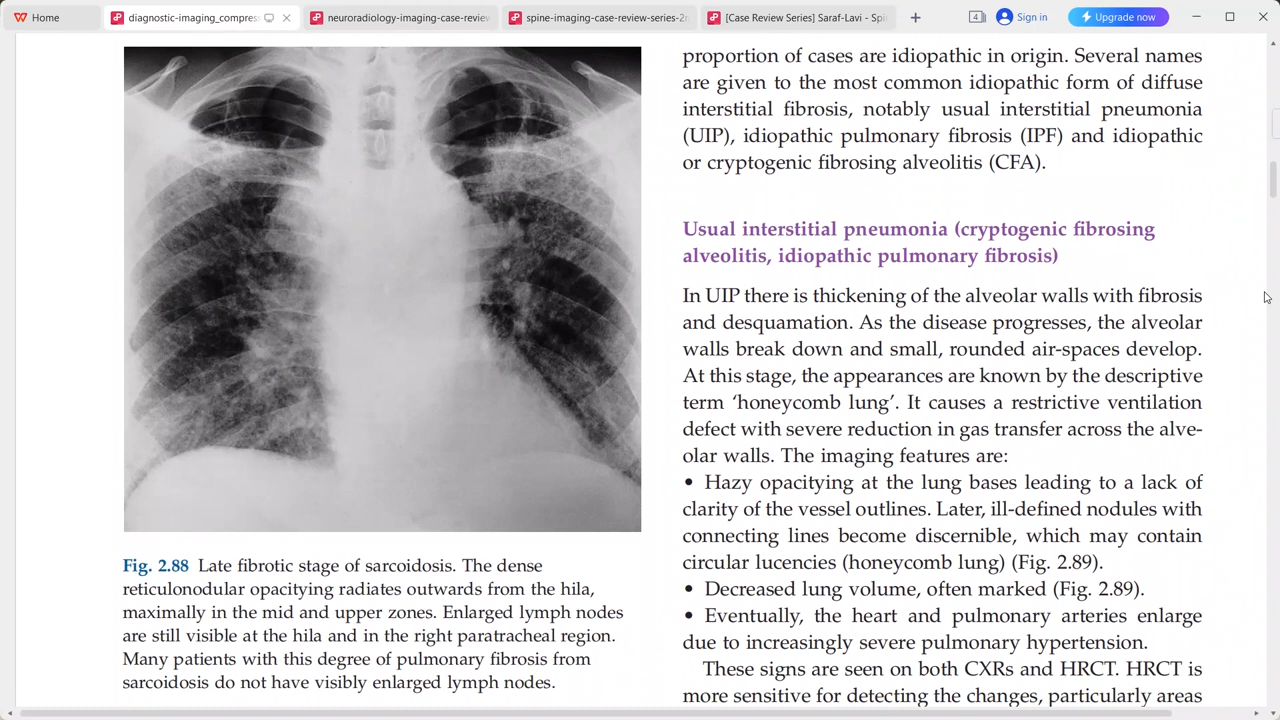 Home
diagnostic-imaging_compress
neuroradiology-imaging-case-review
spine-imaging-case-review-series-2
[Case Review Series] Saraf-Lavi - Spi
4
Sign in
Upgrade now
Fig. 2.88 Late fibrotic stage of sarcoidosis. The dense
reticulonodular opacitying radiates outwards from the hila,
maximally in the mid and upper zones. Enlarged lymph nodes
are still visible at the hila and in the right paratracheal region.
Many patients with this degree of pulmonary fibrosis from
sarcoidosis do not have visibly enlarged lymph nodes.
proportion of cases are idiopathic in origin. Several names
are given to the most common idiopathic form of diffuse
interstitial fibrosis, notably usual interstitial pneumonia
(UIP), idiopathic pulmonary fibrosis (IPF) and idiopathic
or cryptogenic fibrosing alveolitis (CFA).
Usual interstitial pneumonia (cryptogenic fibrosing
alveolitis, idiopathic pulmonary fibrosis)
In UIP there is thickening of the alveolar walls with fibrosis
and desquamation. As the disease progresses, the alveolar
walls break down and small, rounded air-spaces develop.
At this stage, the appearances are known by the descriptive
term ‘honeycomb lung’. It causes a restrictive ventilation
defect with severe reduction in gas transfer across the alve-
olar walls. The imaging features are:
• Hazy opacitying at the lung bases leading to a lack of
clarity of the vessel outlines. Later, ill-defined nodules with
connecting lines become discernible, which may contain
circular lucencies (honeycomb lung) (Fig. 2.89).
• Decreased lung volume, often marked (Fig. 2.89).
• Eventually, the heart and pulmonary arteries enlarge
due to increasingly severe pulmonary hypertension.
These signs are seen on both CXRs and HRCT. HRCT is
more sensitive for detecting the changes, particularly areas